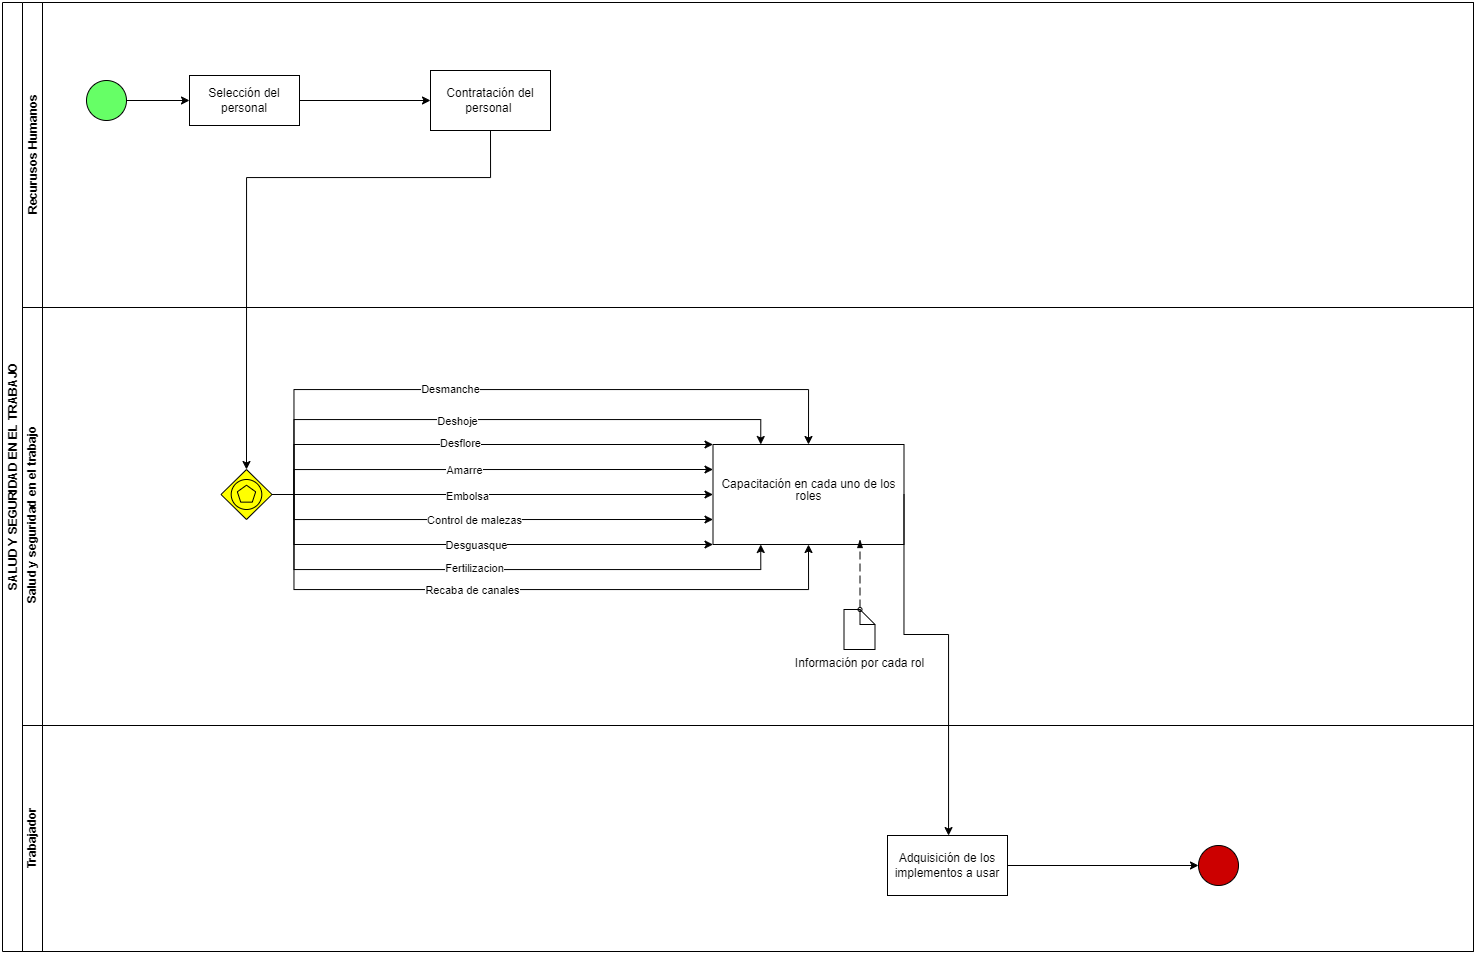 SALUD Y SEGURIDAD EN EL TRABAJO
Recurusos Humanos
Selección del
personal
Contratación del
personal
Salud y seguridad en el trabajo
Desmanche
Deshoje
Desflore
Amarre
Embolsa
Control de malezas
Desguasque
Fertilizacion
Recaba de canales
Capacitación en cada uno de los
roles
Información por cada rol
Trabajador
Adquisición de los
implementos a usar